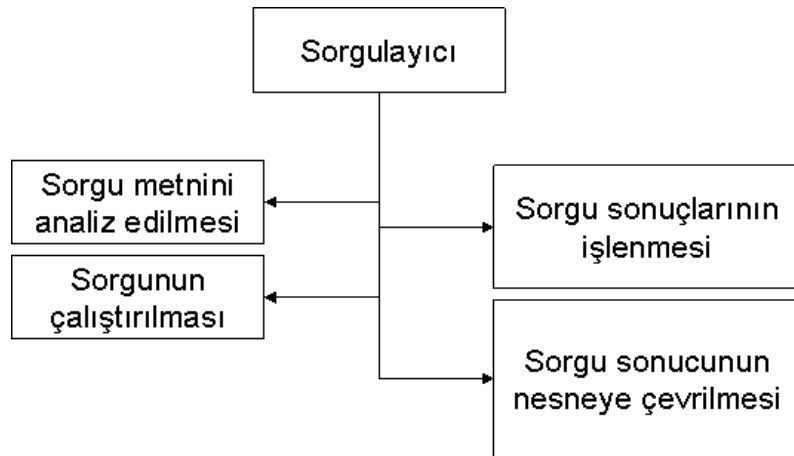 Sorgulayıcı
Sorgu metnini
analiz edilmesi
Sorgunun
çalıştırılması
Sorgu sonuçlarının
işlenmesi
Sorgu sonucunun
nesneye çevrilmesi